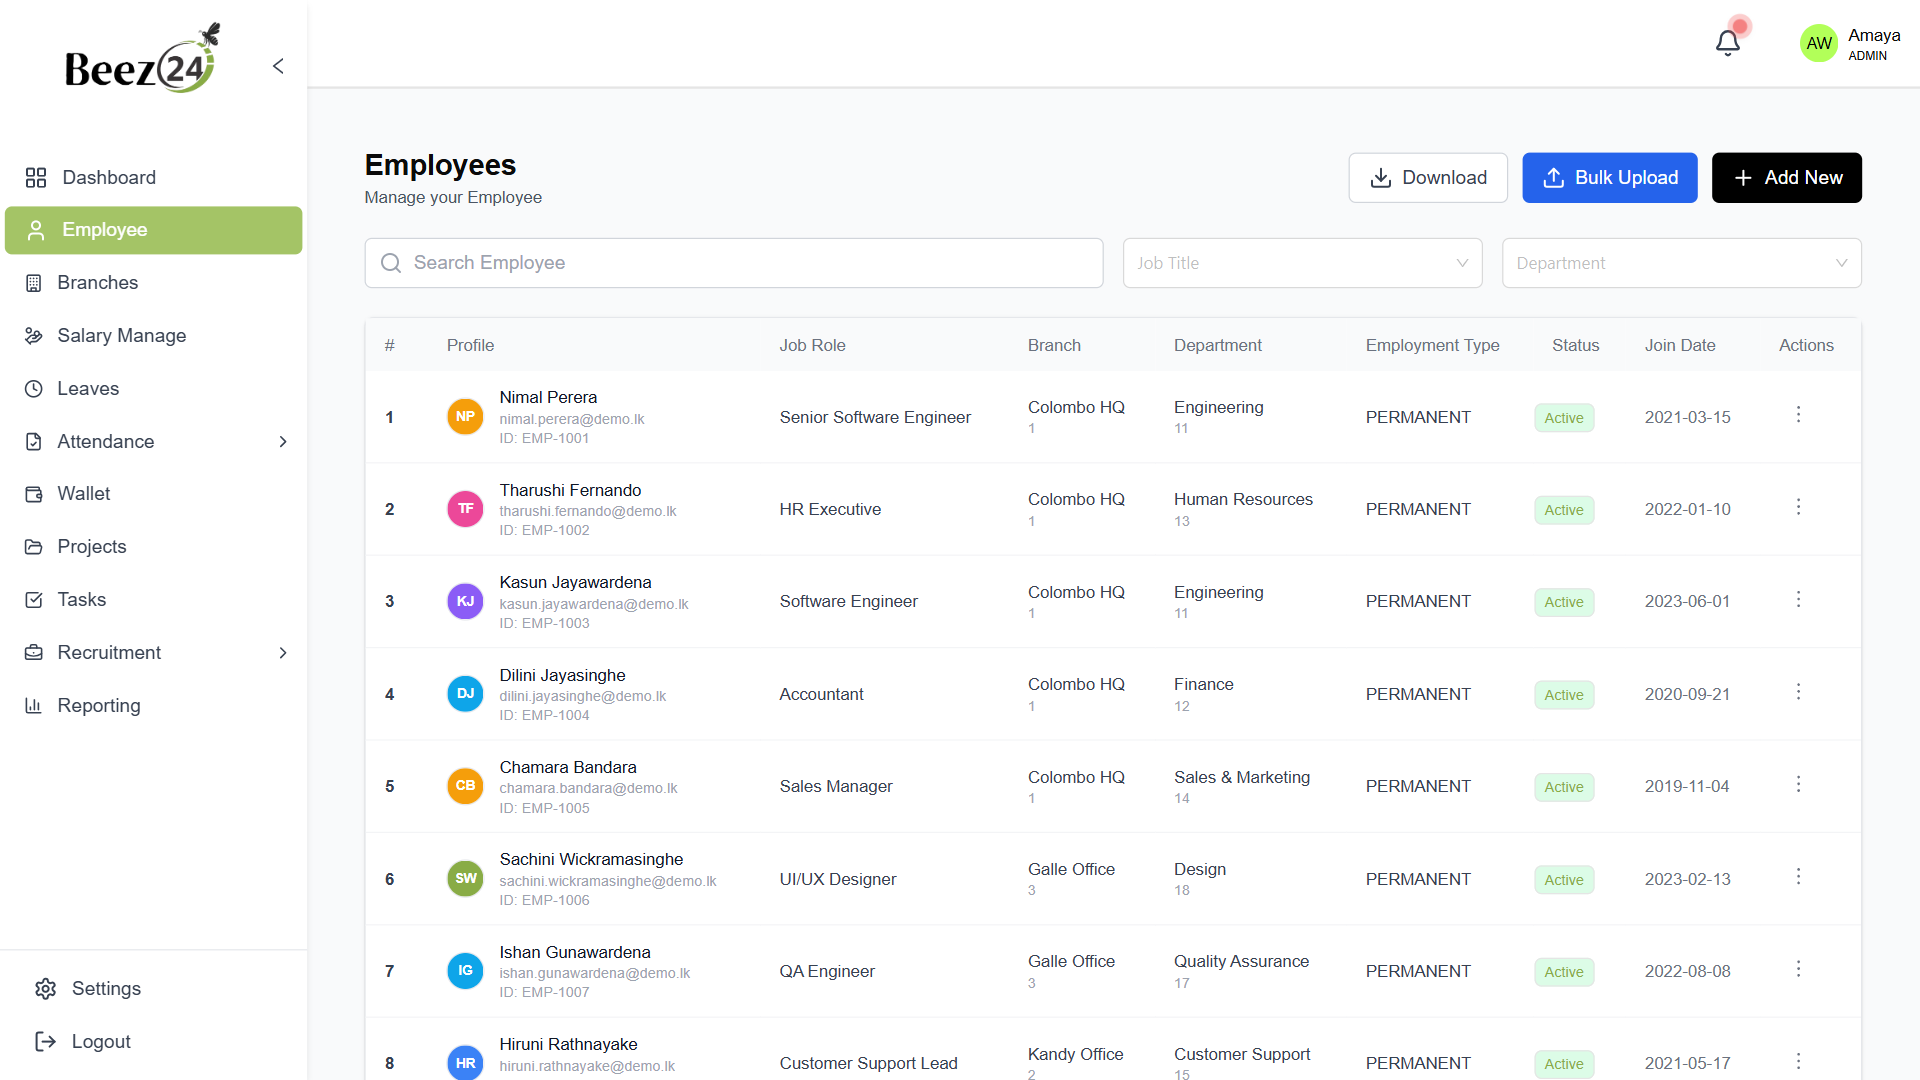 Beez24
Dashboard
Employee
Branches
Salary Manage
Leaves
Attendance
Wallet
Projects
Tasks
Recruitment
Reporting
Settings
Logout
AW
Amaya
ADMIN
Employees
Manage your Employee
Download
Bulk Upload
Add New
Search Employee
Job Title
Department
# Profile Job Role Branch Department Employment Type Status Join Date Actions
1
NP
Nimal Perera
nimal.perera@demo.lk
ID: EMP-1001
Senior Software Engineer
Colombo HQ
1
Engineering
11
PERMANENT
Active
2021-03-15
2
TF
Tharushi Fernando
tharushi.fernando@demo.lk
ID: EMP-1002
HR Executive
Colombo HQ
1
Human Resources
13
PERMANENT
Active
2022-01-10
3
KJ
Kasun Jayawardena
kasun.jayawardena@demo.lk
ID: EMP-1003
Software Engineer
Colombo HQ
1
Engineering
11
PERMANENT
Active
2023-06-01
4
DJ
Dilini Jayasinghe
dilini.jayasinghe@demo.lk
ID: EMP-1004
Accountant
Colombo HQ
1
Finance
12
PERMANENT
Active
2020-09-21
5
CB
Chamara Bandara
chamara.bandara@demo.lk
ID: EMP-1005
Sales Manager
Colombo HQ
1
Sales & Marketing
14
PERMANENT
Active
2019-11-04
6
SW
Sachini Wickramasinghe
sachini.wickramasinghe@demo.lk
ID: EMP-1006
UI/UX Designer
Galle Office
3
Design
18
PERMANENT
Active
2023-02-13
7
IG
Ishan Gunawardena
ishan.gunawardena@demo.lk
ID: EMP-1007
QA Engineer
Galle Office
3
Quality Assurance
17
PERMANENT
Active
2022-08-08
8
HR
Hiruni Rathnayake
hiruni.rathnayake@demo.lk
Customer Support Lead
Kandy Office
2
Customer Support
15
PERMANENT
Active
2021-05-17